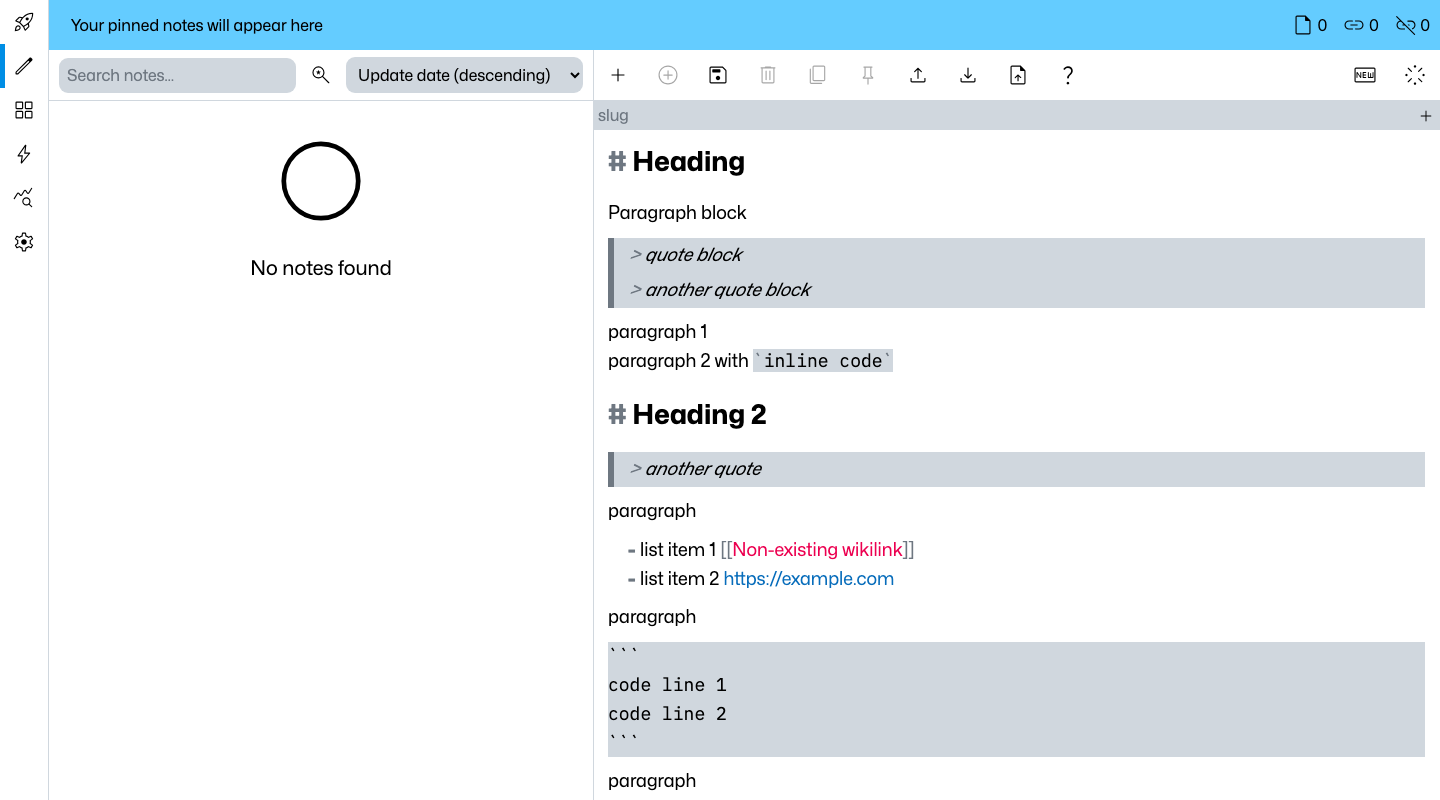 Your pinned notes will appear here
0
0
0
Search notes...
Update date (descending)
NEW
slug
# Heading
Paragraph block
> quote block
> another quote block
paragraph 1
paragraph 2 with `inline code`
# Heading 2
> another quote
paragraph
- list item 1 [[Non-existing wikilink]]
- list item 2 https://example.com
paragraph
```
code line 1
code line 2
```
paragraph
No notes found